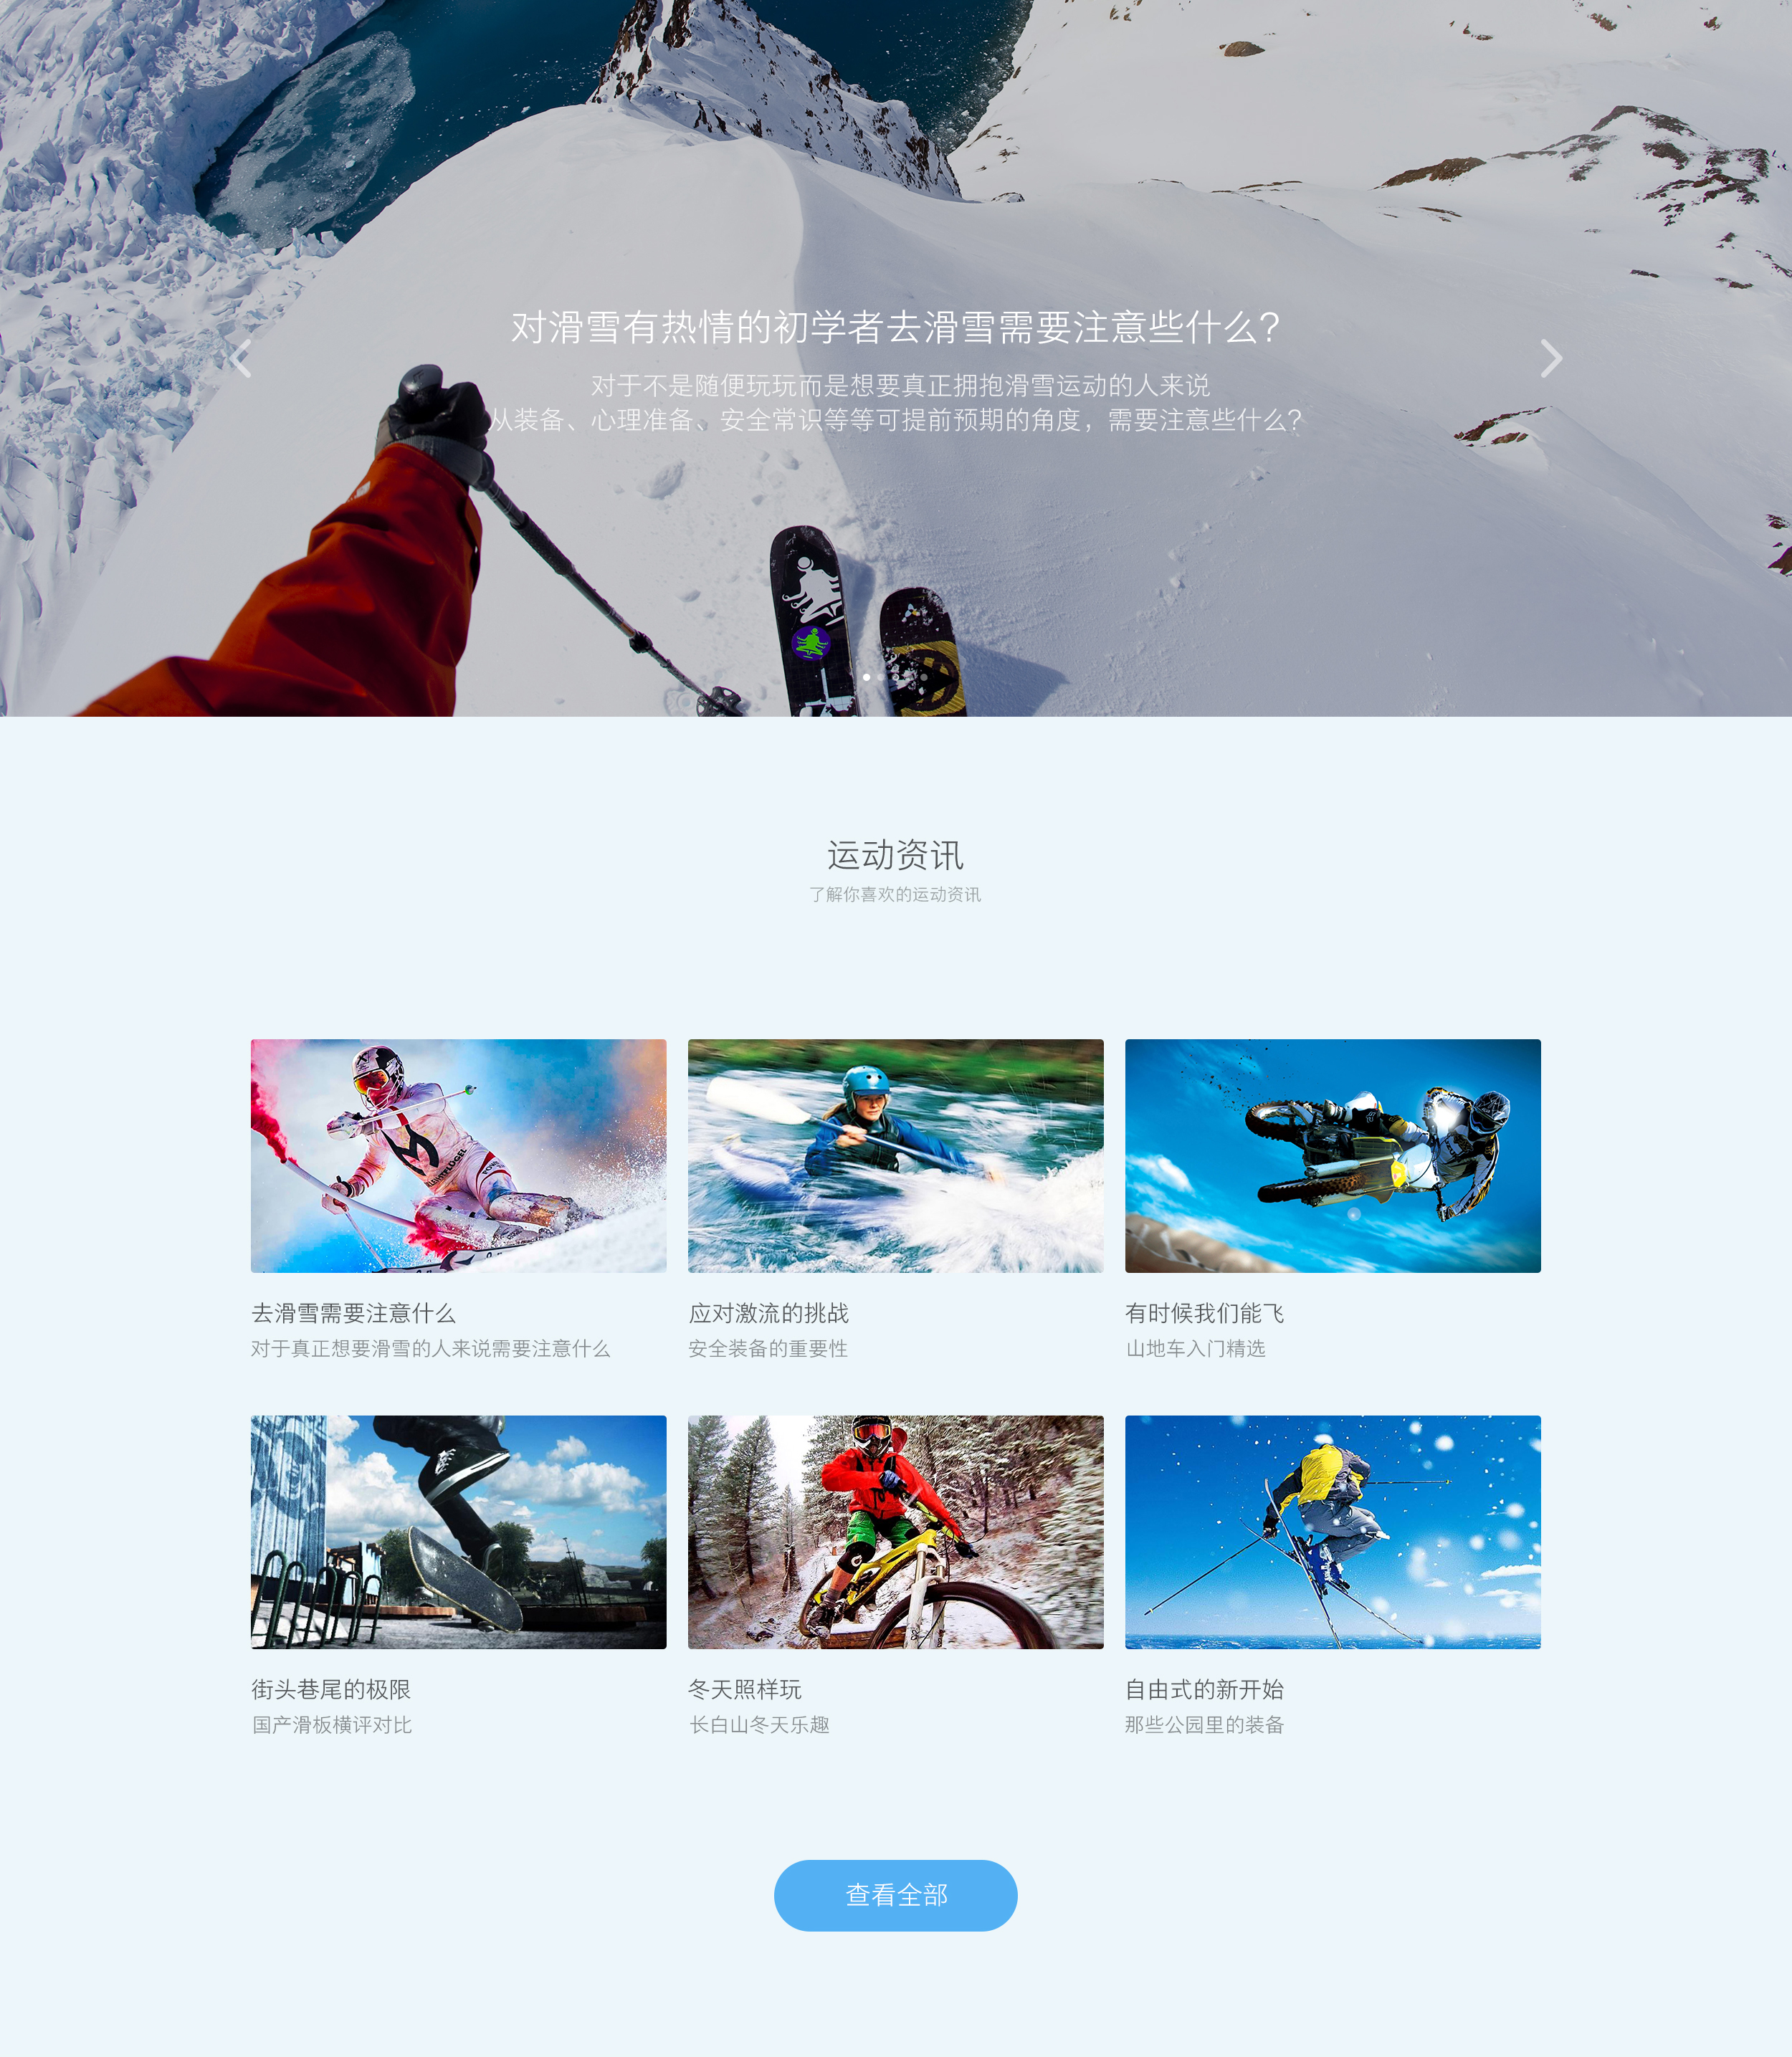 对滑雪有热情的初学者去滑雪需要注意些什么?
对于不是随便玩玩而是想要真正拥抱滑雪运动的人来说
从装备、心理准备、安全常识等等可提前预期的角度，需要注意些什么?
运动资讯
了解你喜欢的运动资讯
去滑雪需要注意什么
对于真正想要滑雪的人来说需要注意什么
应对激流的挑战
安全装备的重要性
有时候我们能飞
山地车入门精选
街头巷尾的极限
国产滑板横评对比
冬天照样玩
长白山冬天乐趣
自由式的新开始
那些公园里的装备
查看全部